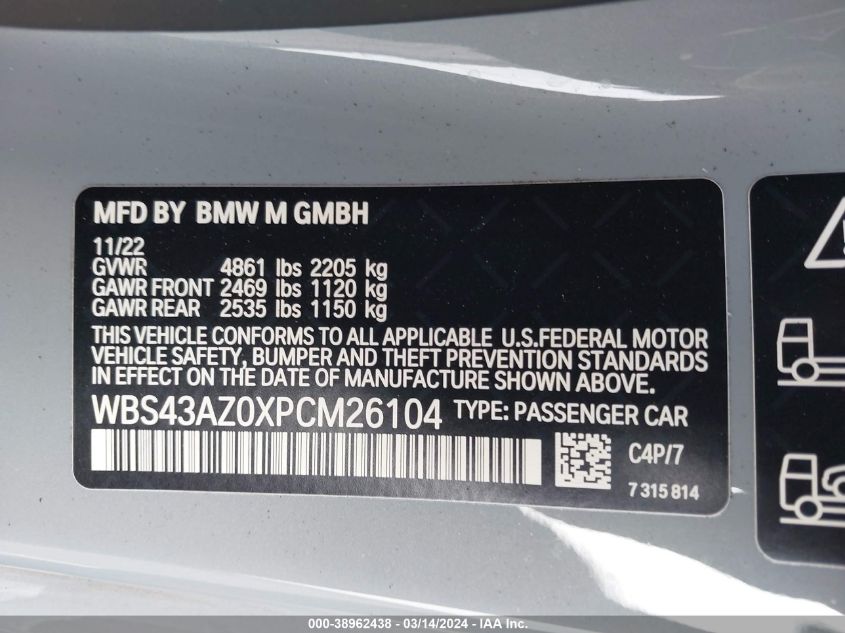 MFD BY BMW M GMBH
11/22
GVWR 4861 lbs 2205 kg
GAWR FRONT 2469 lbs 1120 kg
GAWR REAR 2535 lbs 1150 kg
THIS VEHICLE CONFORMS TO ALL APPLICABLE U.S.FEDERAL MOTOR
VEHICLE SAFETY, BUMPER AND THEFT PREVENTION STANDARDS
IN EFFECT ON THE DATE OF MANUFACTURE SHOWN ABOVE.
WBS43AZ0XPCM26104 TYPE: PASSENGER CAR
C4P/7
7 315 814
000-38962438 - 03/14/2024 - IAA Inc.